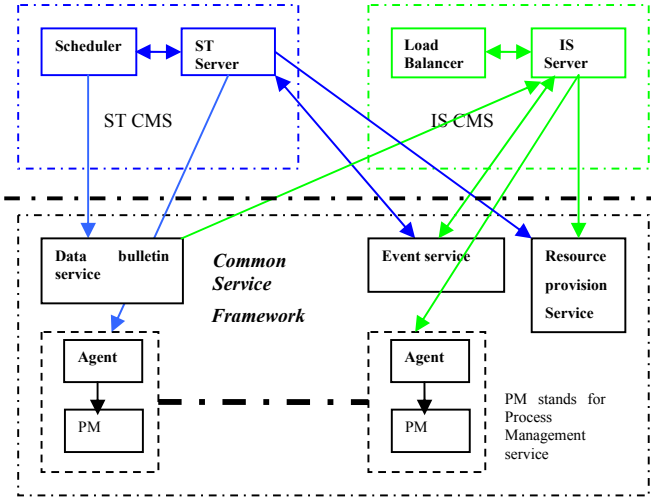 Scheduler
ST
Server
Load
Balancer
IS
Server
ST CMS
IS CMS
Data bulletin
service
Common
Service
Framework
Event service
Resource
provision
Service
Agent
PM
Agent
PM
PM stands for
Process
Management
service